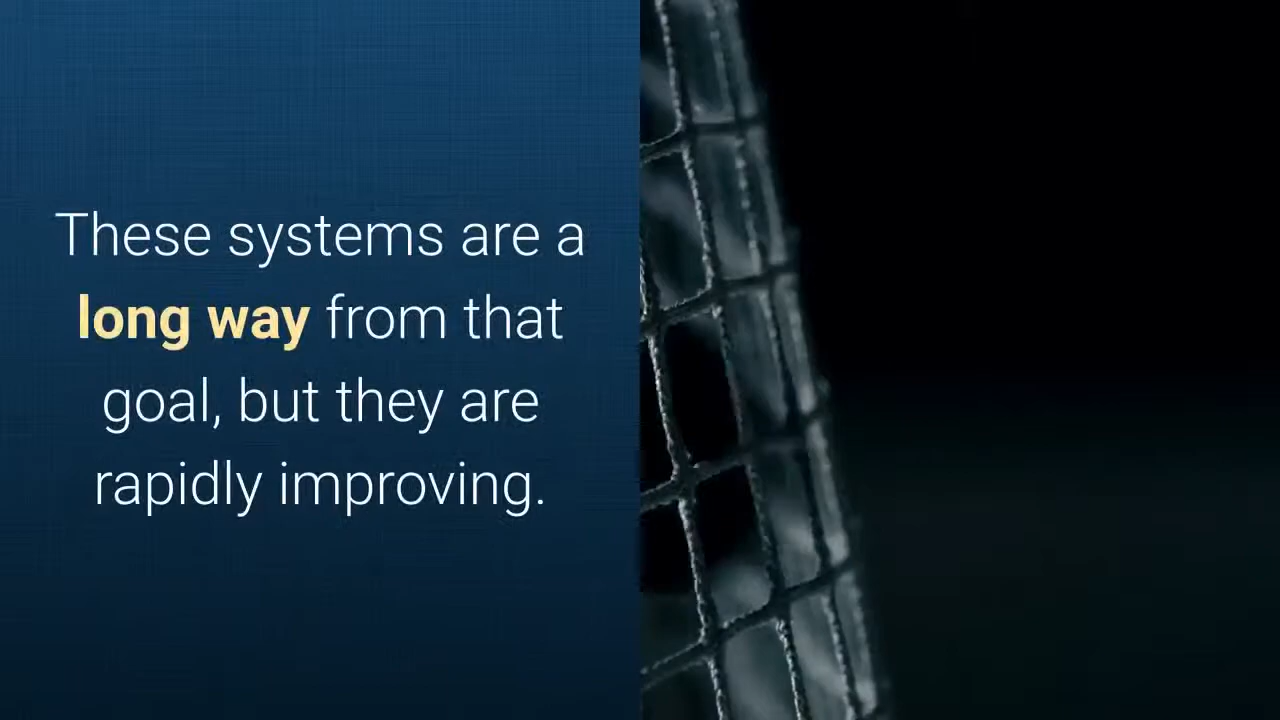 These systems are a
long way from that
goal, but they are
rapidly improving.